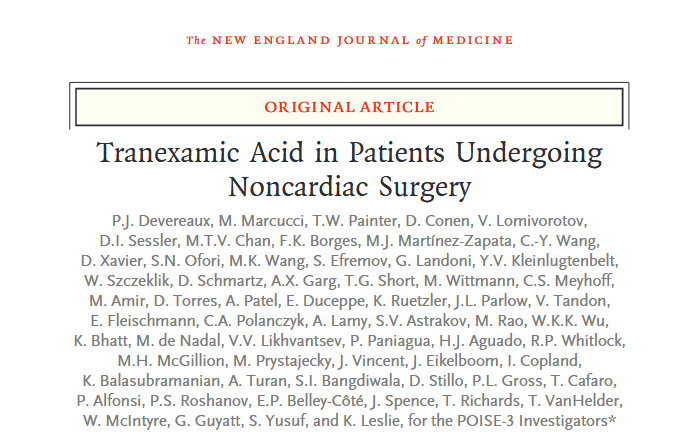 The NEW ENGLAND JOURNAL of MEDICINE
ORIGINAL ARTICLE
Tranexamic Acid in Patients Undergoing
Noncardiac Surgery
P.J. Devereaux, M. Marcucci, T.W. Painter, D. Conen, V. Lomivorotov,
D.I. Sessler, M.T.V. Chan, F.K. Borges, M.J. Martínez-Zapata, C.-Y. Wang,
D. Xavier, S.N. Ofori, M.K. Wang, S. Efremov, G. Landoni, Y.V. Kleinlugtenbelt,
W. Szczeklik, D. Schmartz, A.X. Garg, T.G. Short, M. Wittmann, C.S. Meyhoff,
M. Amir, D. Torres, A. Patel, E. Duceppe, K. Ruetzler, J.L. Parlow, V. Tandon,
E. Fleischmann, C.A. Polanczyk, A. Lamy, S.V. Astrakov, M. Rao, W.K.K. Wu,
K. Bhatt, M. de Nadal, V.V. Likhvantsev, P. Paniagua, H.J. Aguado, R.P. Whitlock,
M.H. McGillion, M. Prystajecky, J. Vincent, J. Eikelboom, I. Copland,
K. Balasubramanian, A. Turan, S.I. Bangdiwala, D. Stillo, P.L. Gross, T. Cafaro,
P. Alfonsi, P.S. Roshanov, E.P. Belley-Côté, J. Spence, T. Richards, T. VanHelder,
W. McIntyre, G. Guyatt, S. Yusuf, and K. Leslie, for the POISE-3 Investigators*